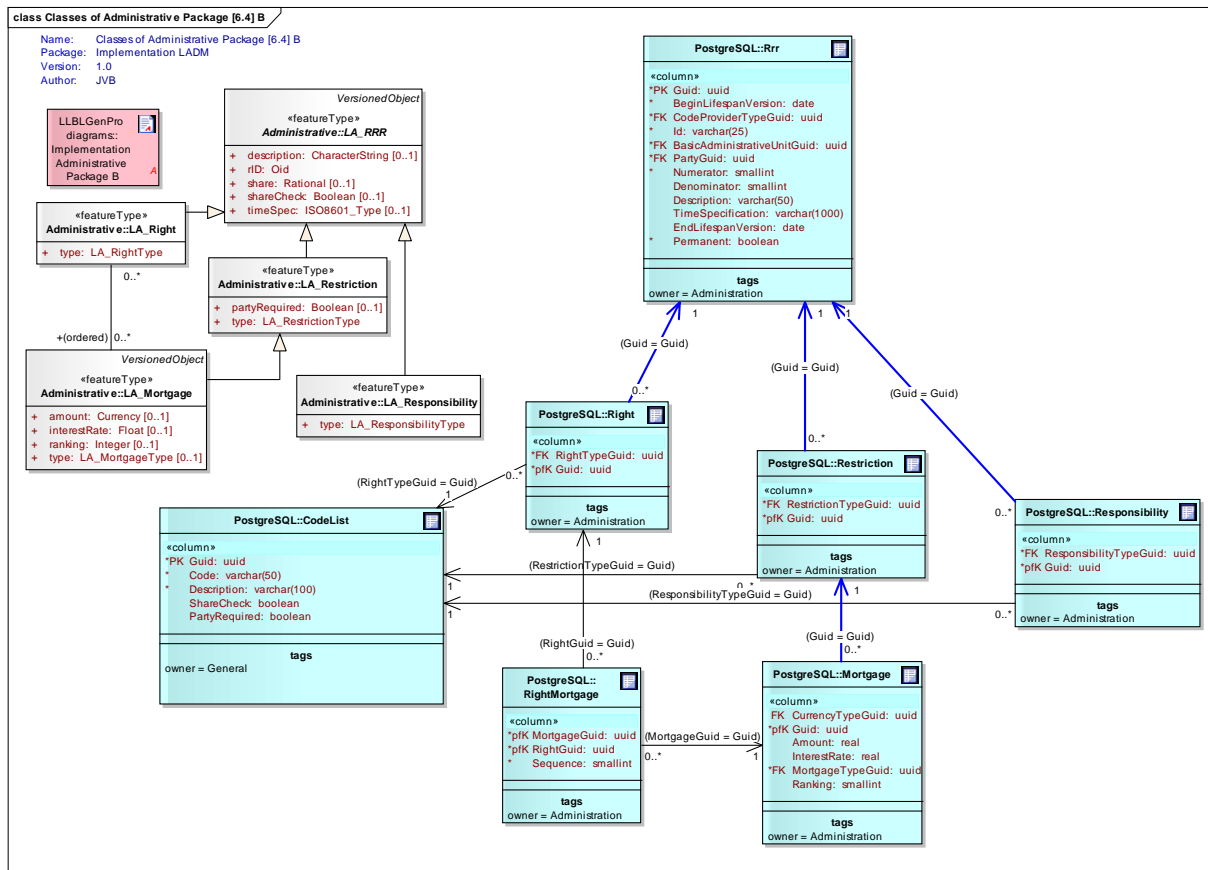 class Classes of Administrative Package [6.4] B
Name: Classes of Administrative Package [6.4] B
Package: Implementation LADM
Version: 1.0
Author: JVB
LLBLGenPro
diagrams::
Implementation
Administrative
Package B
A
VersionedObject
«featureType»
Administrative::LA_RRR
+ description: CharacterString [0..1]
+ rID: Oid
+ share: Rational [0..1]
+ shareCheck: Boolean [0..1]
+ timeSpec: ISO8601_Type [0..1]
«featureType»
Administrative::LA_Right
+ type: LA_RightType
0..*
«featureType»
Administrative::LA_Restriction
+ partyRequired: Boolean [0..1]
+ type: LA_RestrictionType
+(ordered) 0..*
VersionedObject
«featureType»
Administrative::LA_Mortgage
+ amount: Currency [0..1]
+ interestRate: Float [0..1]
+ ranking: Integer [0..1]
+ type: LA_MortgageType [0..1]
«featureType»
Administrative::LA_Responsibility
+ type: LA_ResponsibilityType
PostgreSQL::Rrr
«column»
*PK Guid: uuid
* BeginLifespanVersion: date
*FK CodeProviderTypeGuid: uuid
* Id: varchar(25)
*FK BasicAdministrativeUnitGuid: uuid
*FK PartyGuid: uuid
* Numerator: smallint
Denominator: smallint
Description: varchar(50)
TimeSpecification: varchar(1000)
EndLifespanVersion: date
* Permanent: boolean
tags
owner = Administration
1
1
1
(Guid = Guid)
(Guid = Guid)
(Guid = Guid)
0..*
0..*
0..*
PostgreSQL::Right
«column»
*FK RightTypeGuid: uuid
*pfK Guid: uuid
tags
owner = Administration
PostgreSQL::Restriction
«column»
*FK RestrictionTypeGuid: uuid
*pfK Guid: uuid
tags
owner = Administration
PostgreSQL::Responsibility
«column»
*FK ResponsibilityTypeGuid: uuid
*pfK Guid: uuid
tags
owner = Administration
0..*
(RightTypeGuid = Guid)
1
PostgreSQL::CodeList
«column»
*PK Guid: uuid
* Code: varchar(50)
* Description: varchar(100)
ShareCheck: boolean
PartyRequired: boolean
tags
owner = General
1
(RestrictionTypeGuid = Guid)
1
0..*
(ResponsibilityTypeGuid = Guid)
1
0..*
1
(RightGuid = Guid)
0..*
(Guid = Guid)
0..*
PostgreSQL::
RightMortgage
«column»
*pfK MortgageGuid: uuid
*pfK RightGuid: uuid
* Sequence: smallint
tags
owner = Administration
(MortgageGuid = Guid)
0..*
1
PostgreSQL::Mortgage
«column»
FK CurrencyTypeGuid: uuid
*pfK Guid: uuid
Amount: real
InterestRate: real
*FK MortgageTypeGuid: uuid
Ranking: smallint
tags
owner = Administration